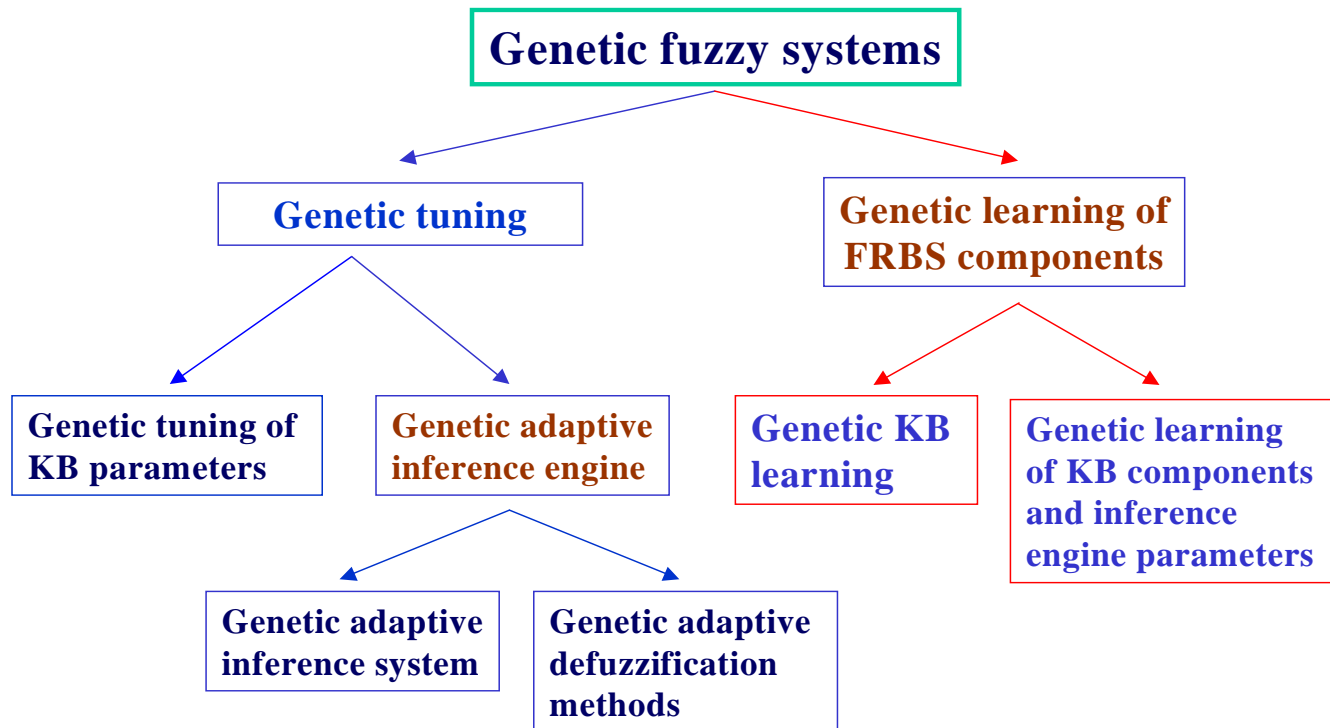 Genetic fuzzy systems
Genetic tuning
Genetic learning of
FRBS components
Genetic tuning of
KB parameters
Genetic adaptive
inference engine
Genetic KB
learning
Genetic learning
of KB components
and inference
engine parameters
Genetic adaptive
inference system
Genetic adaptive
defuzzification
methods